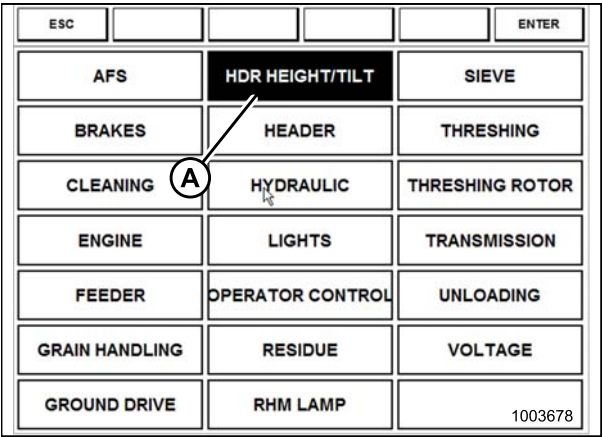 ESC ENTER
AFS HDR HEIGHT/TILT SIEVE
BRAKES HEADER THRESHING
CLEANING A HYDRAULIC THRESHING ROTOR
ENGINE LIGHTS TRANSMISSION
FEEDER OPERATOR CONTROL UNLOADING
GRAIN HANDLING RESIDUE VOLTAGE
GROUND DRIVE RHM LAMP
1003678